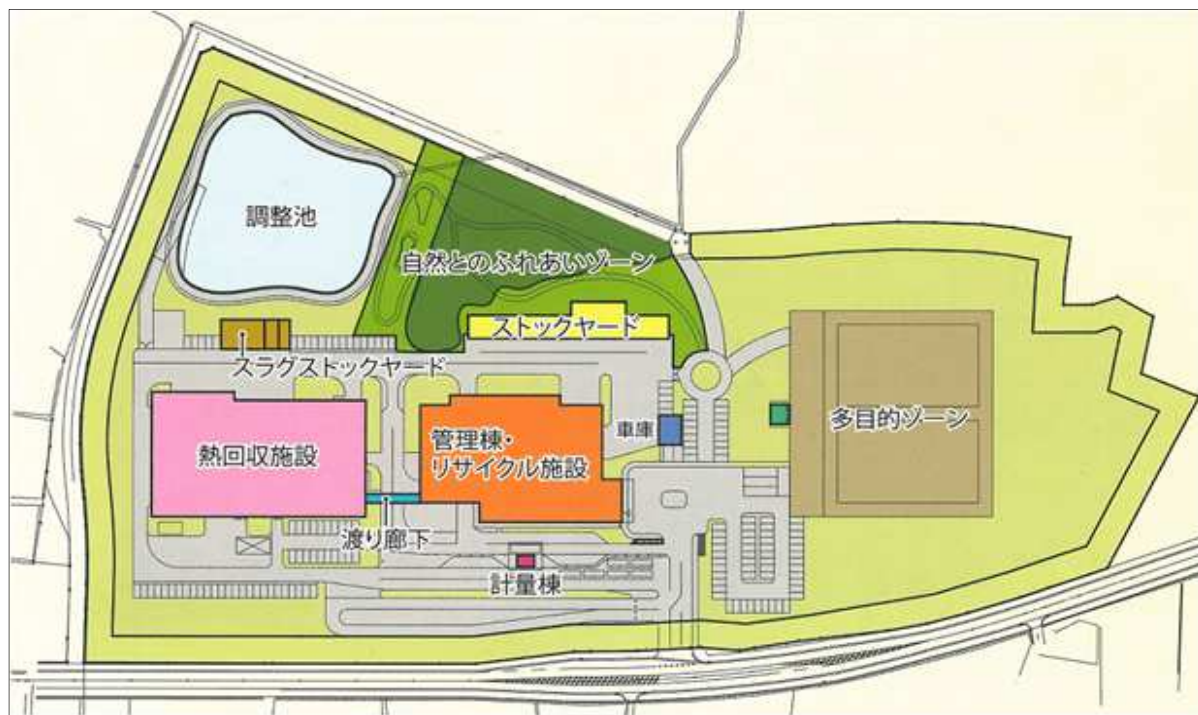 調整池
自然とのふれあいゾーン
ストックヤード
スラグストックヤード
熱回収施設
管理棟・
リサイクル施設
車庫
多目的ゾーン
渡り廊下
計量棟